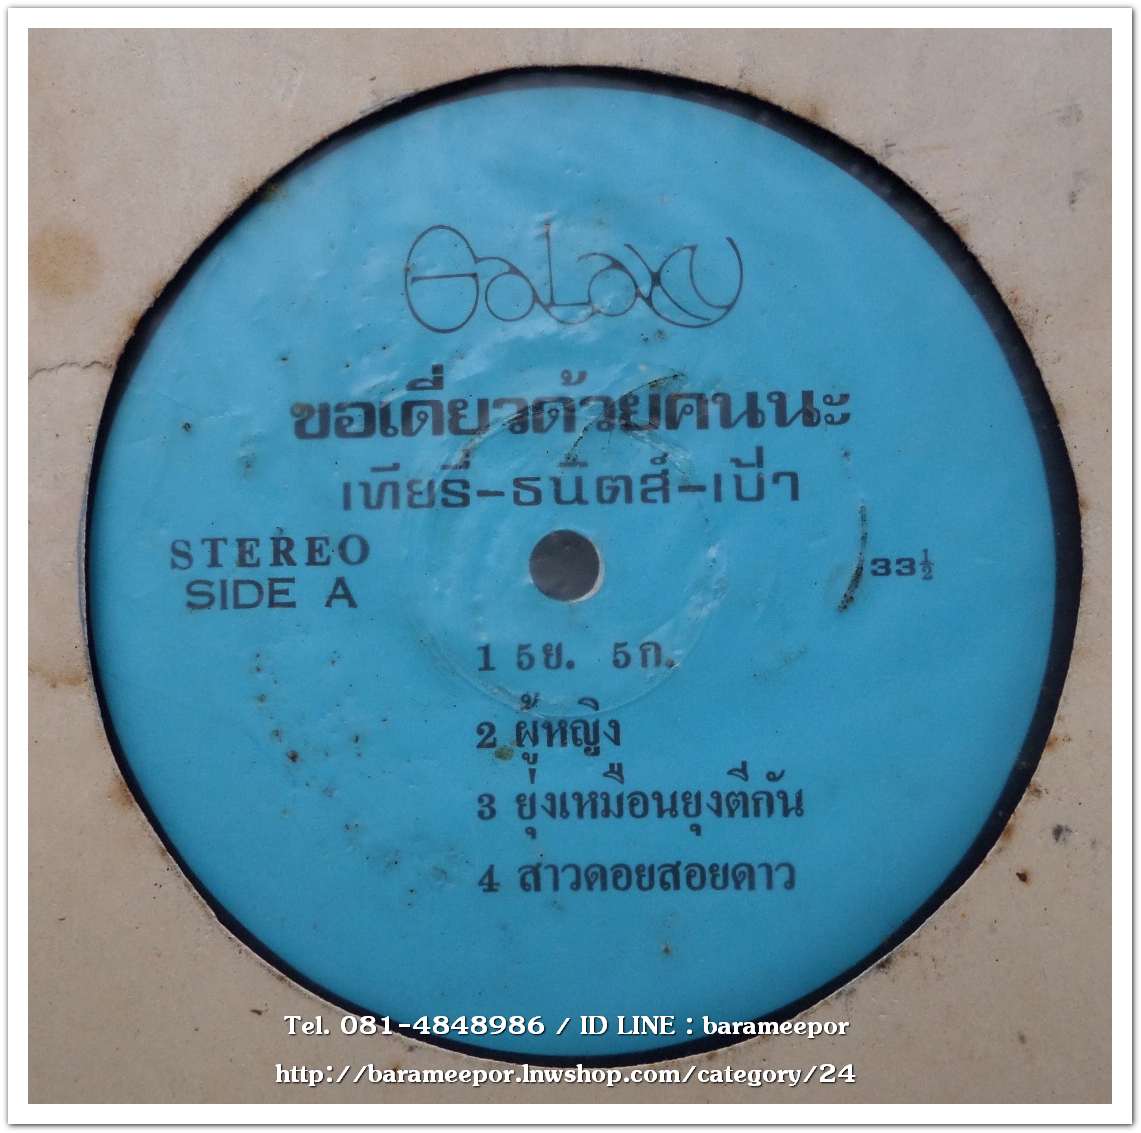 GaLaxy
ขอเดี่ยวด้วยคนนะ
เทียรี่-ธนิตส์-เป้า
STEREO
SIDE A
33½
1 5ย. 5ก.
2 ผู้หญิง
3 ยุ่งเหมือนยุงตีกัน
4 สาวดอยสอยดาว
Tel. 081-4848986 / ID LINE : barameepor
http://barameepor.lnwshop.com/category/24